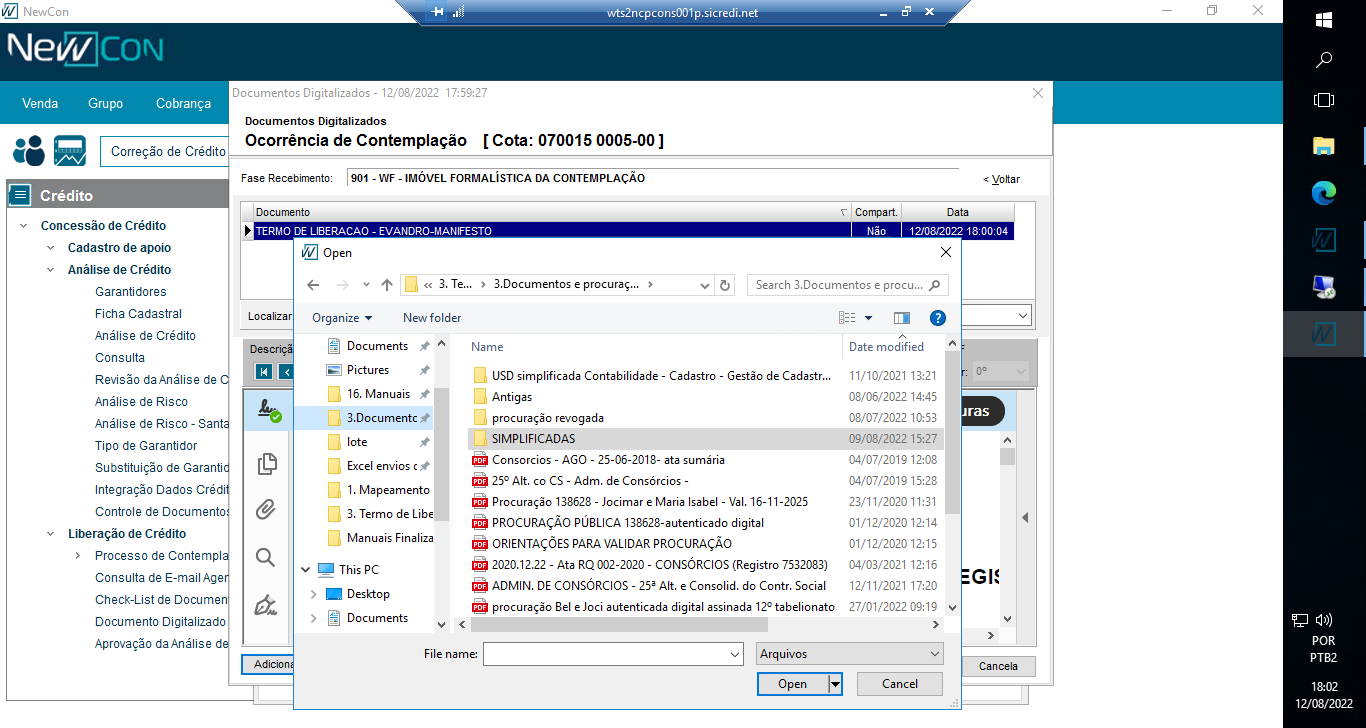 NewCon
wts2ncpcons001p.sicredi.net
NewCon
Venda Grupo Cobrança
Documentos Digitalizados - 12/08/2022 17:59:27
Documentos Digitalizados
Ocorrência de Contemplação [ Cota: 070015 0005-00 ]
Correção de Crédito
Fase Recebimento: 901 - WF - IMÓVEL FORMALÍSTICA DA CONTEMPLAÇÃO < Voltar
Crédito
Concessão de Crédito
Cadastro de apoio
Análise de Crédito
Garantidores
Ficha Cadastral
Análise de Crédito
Consulta
Revisão da Análise de C
Análise de Risco
Análise de Risco - Santa
Tipo de Garantidor
Substituição de Garantid
Integração Dados Crédit
Controle de Documentos
Liberação de Crédito
Processo de Contempla
Consulta de E-mail Agen
Check-List de Documen
Documento Digitalizado
Aprovação da Análise de
Documento Compart. Data
TERMO DE LIBERACAO - EVANDRO-MANIFESTO Não 12/08/2022 18:00:04
Localizar
Descriçã
r: 0°
uras
EGIS
Adiciona
Cancela
Open
« 3. Te... › 3.Documentos e procuraç... ›
Search 3.Documentos e procu...
Organize New folder
Documents
Pictures
16. Manuais
3.Documento
lote
Excel envios c
1. Mapeamento
3. Termo de Libe
Manuais Finaliza
This PC
Desktop
Documents
Name Date modified
USD simplificada Contabilidade - Cadastro - Gestão de Cadastr... 11/10/2021 13:21
Antigas 08/06/2022 14:45
procuração revogada 08/07/2022 10:53
SIMPLIFICADAS 09/08/2022 15:27
Consorcios - AGO - 25-06-2018- ata sumária 04/07/2019 12:08
25º Alt. co CS - Adm. de Consórcios - 04/07/2019 15:28
Procuração 138628 - Jocimar e Maria Isabel - Val. 16-11-2025 23/11/2020 11:31
PROCURAÇÃO PÚBLICA 138628-autenticado digital 01/12/2020 12:14
ORIENTAÇÕES PARA VALIDAR PROCURAÇÃO 01/12/2020 12:15
2020.12.22 - Ata RQ 002-2020 - CONSÓRCIOS (Registro 7532083) 04/03/2021 12:16
ADMIN. DE CONSÓRCIOS - 25ª Alt. e Consolid. do Contr. Social 12/11/2021 17:20
procuração Bel e Joci autenticada digital assinada 12º tabelionato 27/01/2022 09:19
File name: Arquivos
Open Cancel
POR
PTB2
18:02
12/08/2022